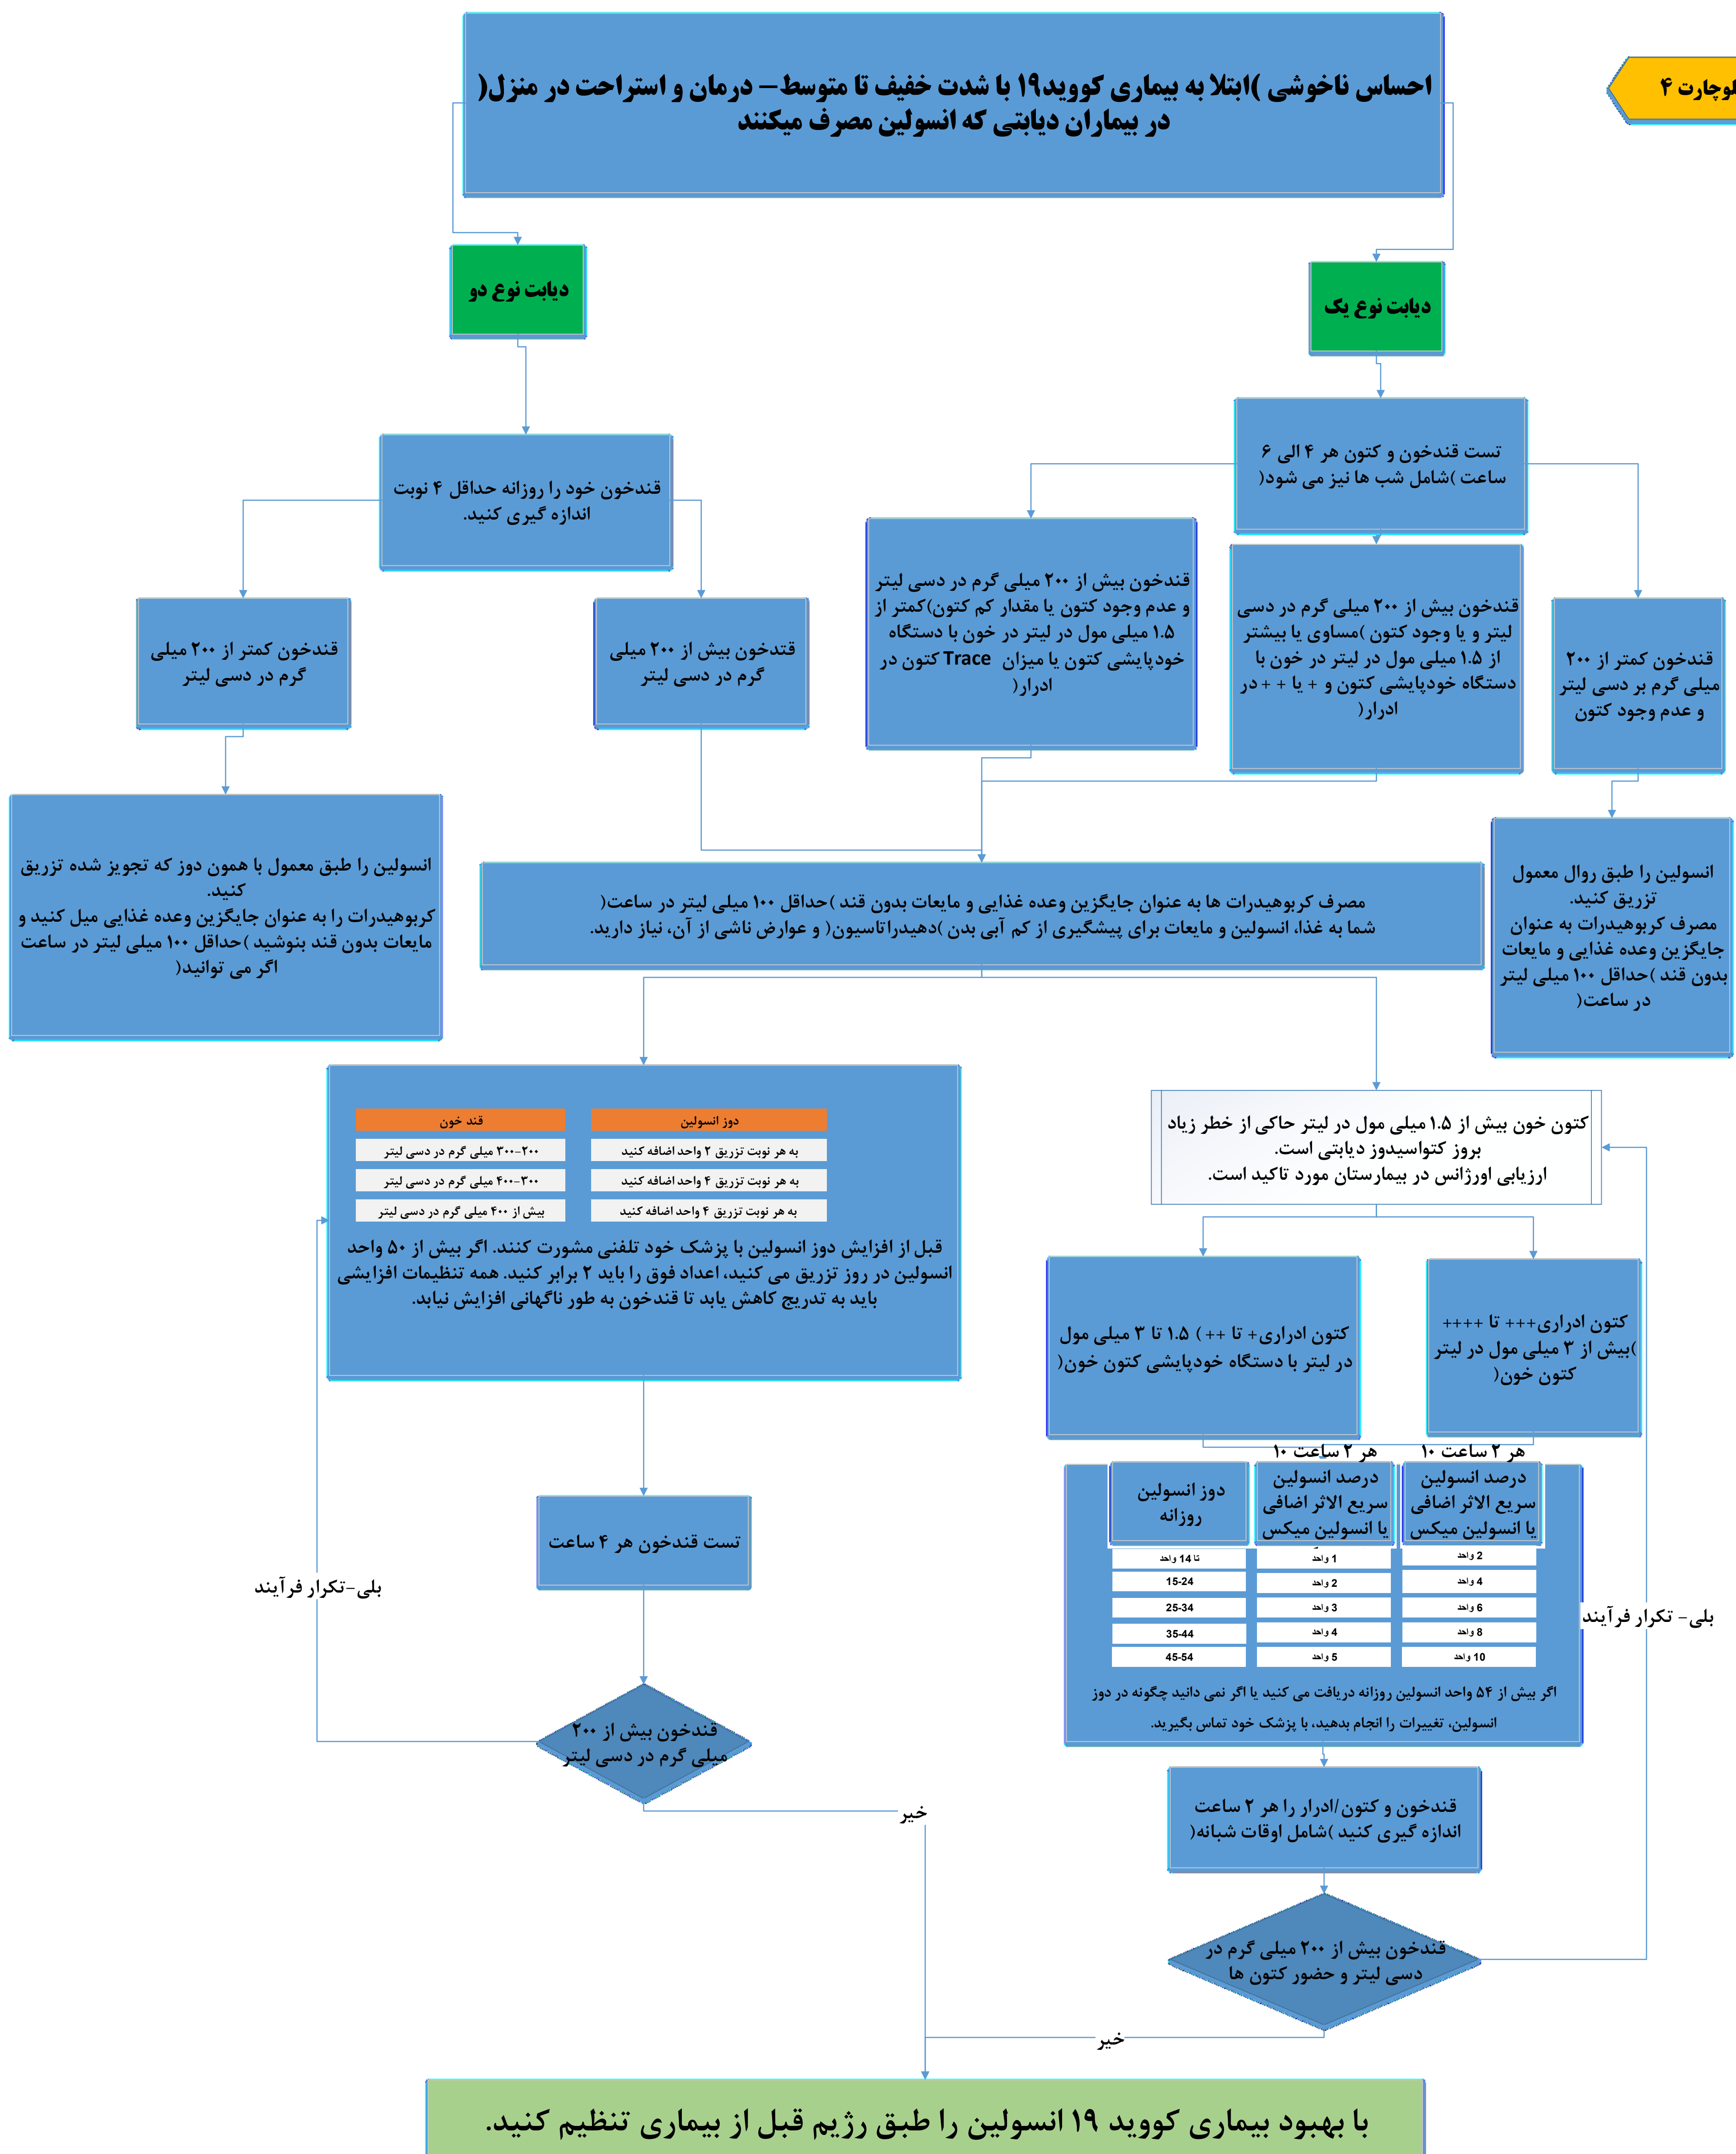 لوچارت ۴
احساس ناخوشی )ابتلا به بیماری کووید۱۹ با شدت خفیف تا متوسط– درمان و استراحت در منزل(
در بیماران دیابتی که انسولین مصرف میکنند
دیابت نوع یک
دیابت نوع دو
تست قندخون و کتون هر ۴ الی ۶
ساعت )شامل شب ها نیز می شود(
قندخون خود را روزانه حداقل ۴ نوبت
اندازه گیری کنید.
قندخون کمتر از ۲۰۰
میلی گرم بر دسی لیتر
و عدم وجود کتون
قندخون بیش از ۲۰۰ میلی گرم در دسی
لیتر و یا وجود کتون )مساوی یا بیشتر
از ۱.۵ میلی مول در لیتر در خون با
دستگاه خودپایشی کتون و + یا + + در
ادرار(
قندخون بیش از ۲۰۰ میلی گرم در دسی لیتر
و عدم وجود کتون یا مقدار کم کتون)کمتر از
۱.۵ میلی مول در لیتر در خون با دستگاه
خودپایشی کتون یا میزان Trace کتون در
ادرار(
قتدخون بیش از ۲۰۰ میلی
گرم در دسی لیتر
قندخون کمتر از ۲۰۰ میلی
گرم در دسی لیتر
انسولین را طبق روال معمول
تزریق کنید.
مصرف کربوهیدرات به عنوان
جایگزین وعده غذایی و مایعات
بدون قند )حداقل ۱۰۰ میلی لیتر
در ساعت(
مصرف کربوهیدرات ها به عنوان جایگزین وعده غذایی و مایعات بدون قند )حداقل ۱۰۰ میلی لیتر در ساعت(
شما به غذا، انسولین و مایعات برای پیشگیری از کم آبی بدن )دهیدراتاسیون( و عوارض ناشی از آن، نیاز دارید.
انسولین را طبق معمول با همون دوز که تجویز شده تزریق
کنید.
کربوهیدرات را به عنوان جایگزین وعده غذایی میل کنید و
مایعات بدون قند بنوشید )حداقل ۱۰۰ میلی لیتر در ساعت
اگر می توانید(
کتون خون بیش از ۱.۵ میلی مول در لیتر حاکی از خطر زیاد
بروز کتواسیدوز دیابتی است.
ارزیابی اورژانس در بیمارستان مورد تاکید است.
دوز انسولین
قند خون
به هر نوبت تزریق ۲ واحد اضافه کنید
۲۰۰-۳۰۰ میلی گرم در دسی لیتر
به هر نوبت تزریق ۴ واحد اضافه کنید
۳۰۰-۴۰۰ میلی گرم در دسی لیتر
به هر نوبت تزریق ۴ واحد اضافه کنید
بیش از ۴۰۰ میلی گرم در دسی لیتر
قبل از افزایش دوز انسولین با پزشک خود تلفنی مشورت کنند. اگر بیش از ۵۰ واحد
انسولین در روز تزریق می کنید، اعداد فوق را باید ۲ برابر کنید. همه تنظیمات افزایشی
باید به تدریج کاهش یابد تا قندخون به طور ناگهانی افزایش نیابد.
کتون ادراری+++ تا ++++
)بیش از ۳ میلی مول در لیتر
کتون خون(
کتون ادراری+ تا ++ ) ۱.۵ تا ۳ میلی مول
در لیتر با دستگاه خودپایشی کتون خون(
هر ۲ ساعت ۱۰
درصد انسولین
سریع الاثر اضافی
یا انسولین میکس
هر ۲ ساعت ۱۰
درصد انسولین
سریع الاثر اضافی
یا انسولین میکس
دوز انسولین
روزانه
2 واحد
1 واحد
تا 14 واحد
4 واحد
2 واحد
15-24
6 واحد
3 واحد
25-34
8 واحد
4 واحد
35-44
10 واحد
5 واحد
45-54
اگر بیش از ۵۴ واحد انسولین روزانه دریافت می کنید یا اگر نمی دانید چگونه در دوز
انسولین، تغییرات را انجام بدهید، با پزشک خود تماس بگیرید.
بلی- تکرار فرآیند
تست قندخون هر ۴ ساعت
بلی-تکرار فرآیند
قندخون بیش از ۲۰۰
میلی گرم در دسی لیتر
خیر
قندخون و کتون/ادرار را هر ۲ ساعت
اندازه گیری کنید )شامل اوقات شبانه(
قندخون بیش از ۲۰۰ میلی گرم در
دسی لیتر و حضور کتون ها
خیر
با بهبود بیماری کووید ۱۹ انسولین را طبق رژیم قبل از بیماری تنظیم کنید.